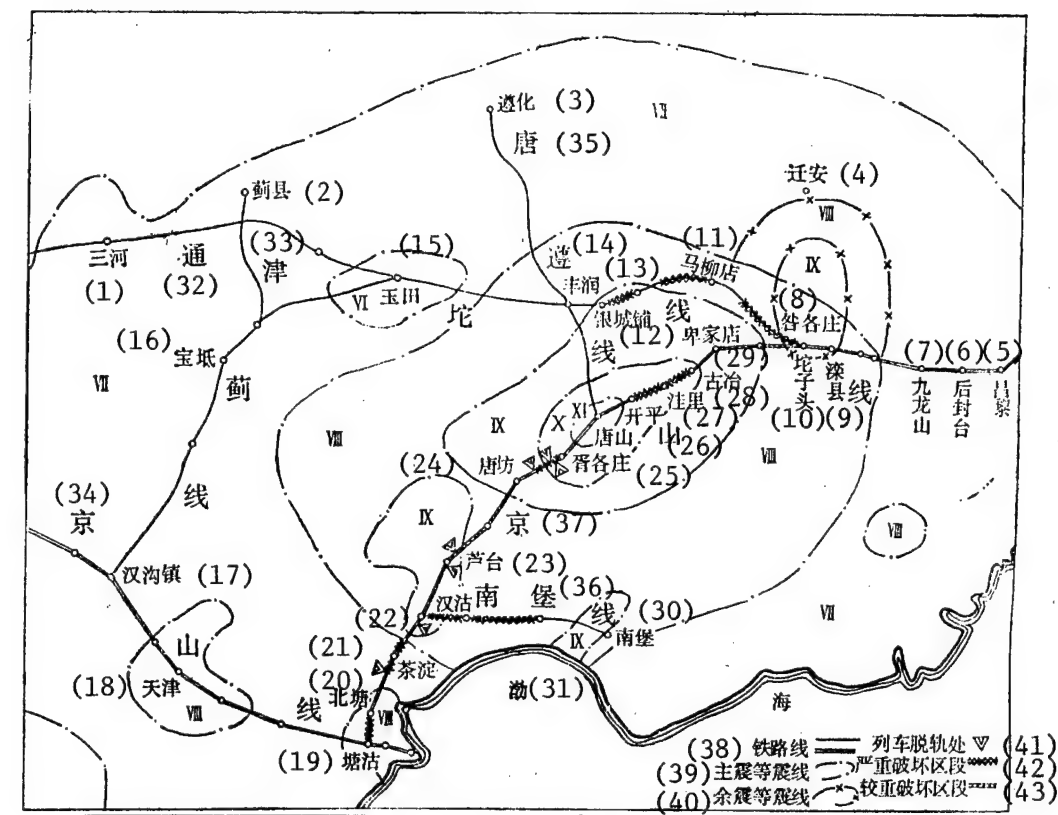 遵化 (3)
唐 (35)
Ⅶ
迁安 (4)
Ⅷ
蓟县 (2)
三河
(1)
通
(32)
(33)
津
(15)
玉田
Ⅵ
遵
(14)
丰润
(13)
(11)
马柳店
银城铺
(12)
线
线
坨
Ⅸ
(8)
昝各庄
卑家店
(29)
坨子头
(10)
滦县
(9)
线
(7)
九龙山
(6)
后封台
(5)
昌黎
(16)
宝坻
Ⅶ
蓟
线
Ⅷ
Ⅸ
Ⅹ
Ⅺ
唐山
开平
洼里
古冶
(28)
(27)
山
(26)
胥各庄
(25)
唐坊
(24)
Ⅸ
Ⅷ
Ⅷ
Ⅶ
(34)
京
汉沟镇 (17)
京 (37)
芦台 (23)
汉沽
(22)
南 堡 (36)
线
(30)
南堡
Ⅸ
山
(18) 天津
Ⅷ
线
(21)
茶淀
(20)
北塘
Ⅷ
(19) 塘沽
渤 (31)
海
(38) 铁路线
列车脱轨处 (41)
(39) 主震等震线
严重破坏区段 (42)
(40) 余震等震线
较重破坏区段 (43)